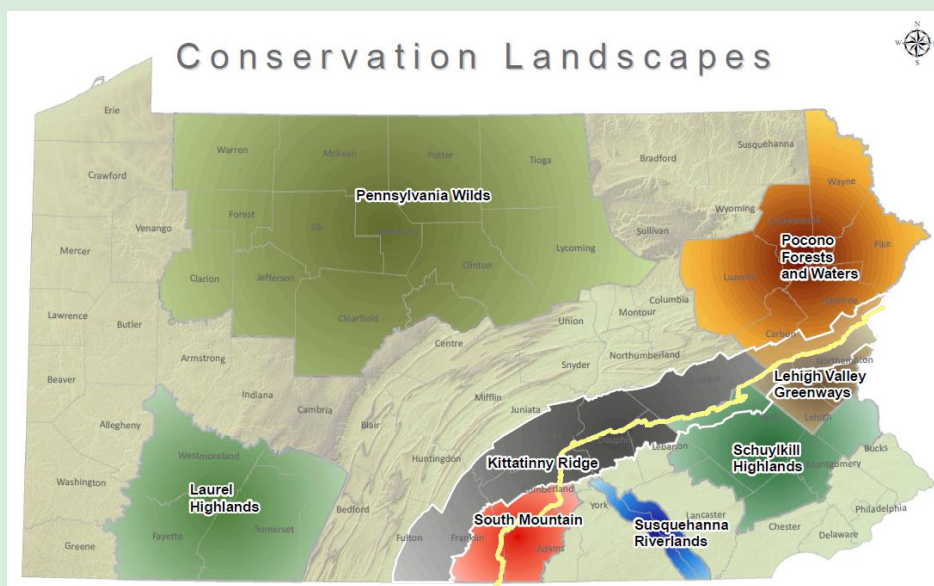 Conservation Landscapes
N
W
S
Erie
Warren
McKean
Potter
Tioga
Bradford
Susquehanna
Crawford
Wayne
Forest
Elk
Pennsylvania Wilds
Wyoming
Venango
Sullivan
Mercer
Lycoming
Pike
Pocono
Forests
and Waters
Clarion
Jefferson
Clinton
Luzerne
Lawrence
Butler
Clearfield
Columbia
Montour
Union
Monroe
Carbon
Centre
Armstrong
Snyder
Northumberland
Northampton
Beaver
Indiana
Mifflin
Lehigh Valley
Greenways
Cambria
Juniata
Blair
Lehigh
Allegheny
Dauphin
Lebanon
Bucks
Westmoreland
Huntingdon
Kittatinny Ridge
Schuylkill
Highlands
Montgomery
Washington
Laurel
Highlands
Bedford
Cumberland
York
Lancaster
Philadelphia
South Mountain
Susquehanna
Riverlands
Chester
Delaware
Greene
Fayette
Somerset
Fulton
Franklin
Adams